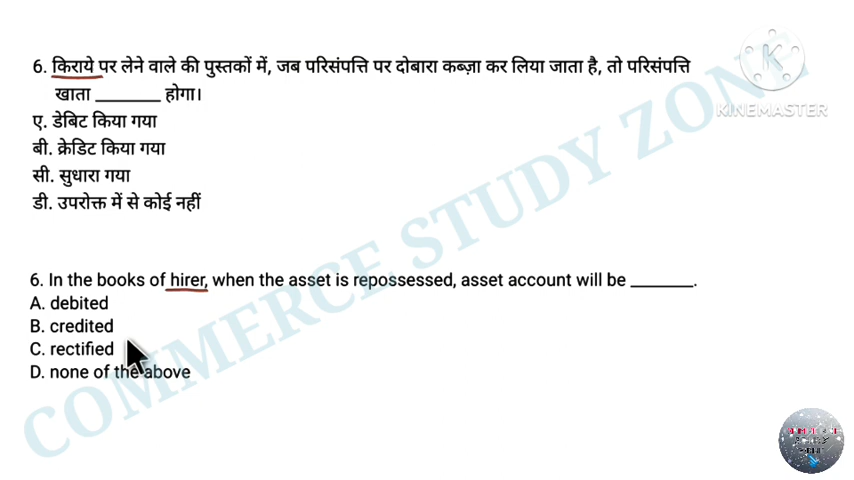 KINEMASTER
6. किराये पर लेने वाले की पुस्तकों में, जब परिसंपत्ति पर दोबारा कब्ज़ा कर लिया जाता है, तो परिसंपत्ति
खाता _______ होगा।
ए. डेबिट किया गया
बी. क्रेडिट किया गया
सी. सुधारा गया
डी. उपरोक्त में से कोई नहीं
COMMERCE STUDY ZONE
6. In the books of hirer, when the asset is repossessed, asset account will be _______.
A. debited
B. credited
C. rectified
D. none of the above